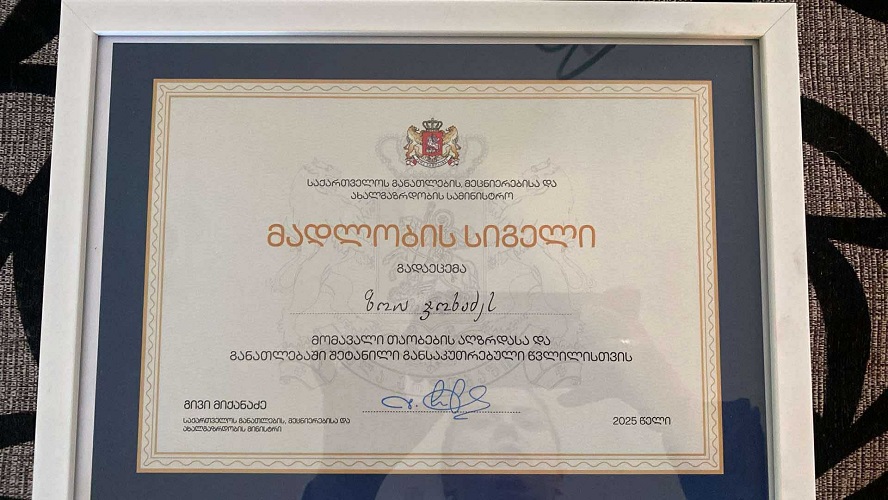 საქართველოს განათლების, მეცნიერებისა და
ახალგაზრდობის სამინისტრო
მადლობის სიგელი
გადაეცემა
ზოია ჯოხაძეს
მომავალი თაობების აღზრდასა და
განათლებაში შეტანილი განსაკუთრებული წვლილისთვის
გივი მიქანაძე
საქართველოს განათლების, მეცნიერებისა და
ახალგაზრდობის მინისტრი
2025 წელი